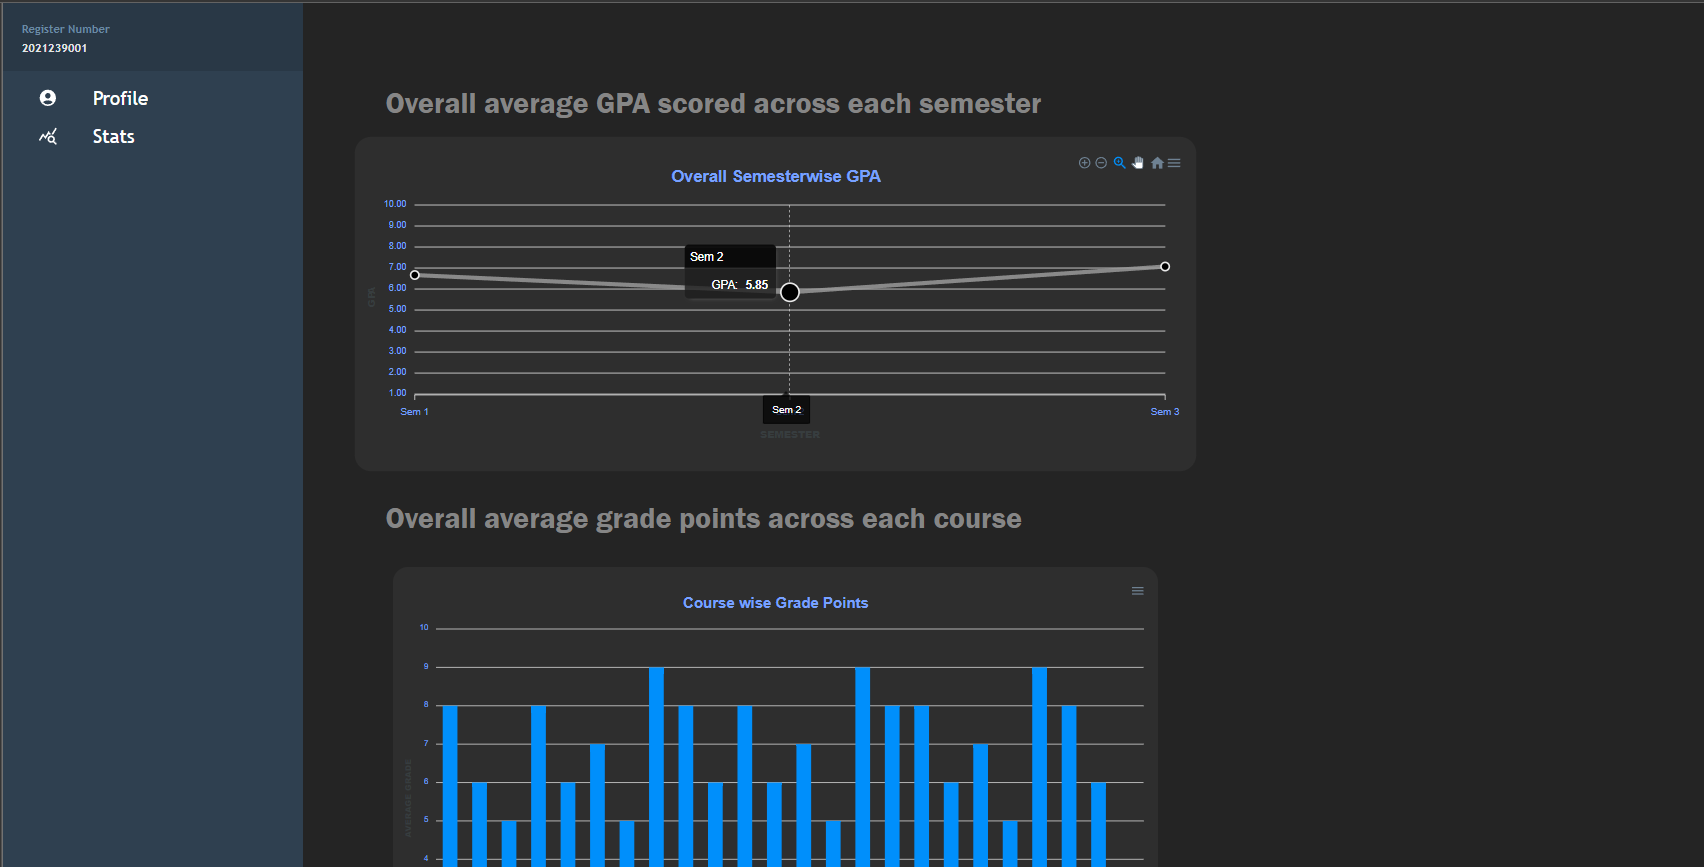 Register Number
2021239001
Profile
Stats
Overall average GPA scored across each semester
Overall Semesterwise GPA
10.00
9.00
8.00
7.00
6.00
5.00
4.00
3.00
2.00
1.00
GPA
Sem 2
GPA: 5.85
Sem 1
Sem 2
Sem 3
SEMESTER
Overall average grade points across each course
Course wise Grade Points
10
9
8
7
6
5
4
AVERAGE GRADE